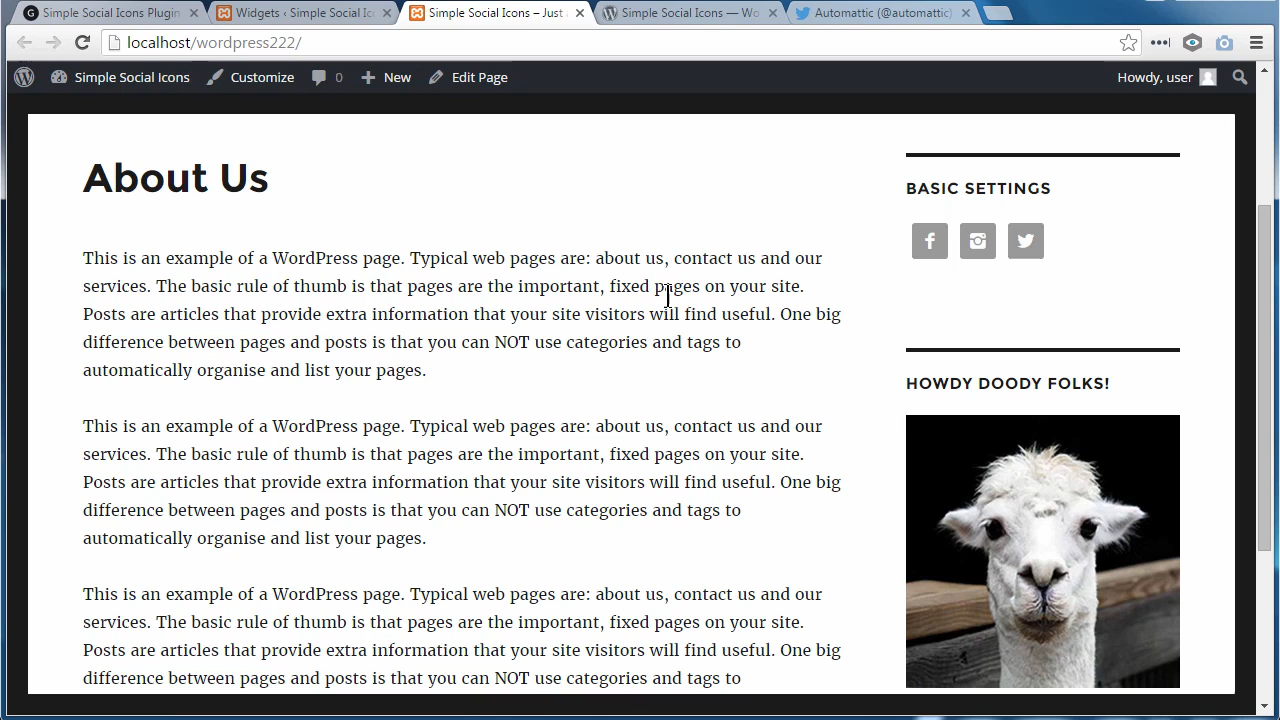 Simple Social Icons Plugin
Widgets ‹ Simple Social Ic
Simple Social Icons – Just
Simple Social Icons — Wo
Automattic (@automattic)
localhost/wordpress222/
Simple Social Icons
Customize
0
New
Edit Page
Howdy, user
About Us
This is an example of a WordPress page. Typical web pages are: about us, contact us and our
services. The basic rule of thumb is that pages are the important, fixed pages on your site.
Posts are articles that provide extra information that your site visitors will find useful. One big
difference between pages and posts is that you can NOT use categories and tags to
automatically organise and list your pages.
This is an example of a WordPress page. Typical web pages are: about us, contact us and our
services. The basic rule of thumb is that pages are the important, fixed pages on your site.
Posts are articles that provide extra information that your site visitors will find useful. One big
difference between pages and posts is that you can NOT use categories and tags to
automatically organise and list your pages.
This is an example of a WordPress page. Typical web pages are: about us, contact us and our
services. The basic rule of thumb is that pages are the important, fixed pages on your site.
Posts are articles that provide extra information that your site visitors will find useful. One big
difference between pages and posts is that you can NOT use categories and tags to
BASIC SETTINGS
HOWDY DOODY FOLKS!